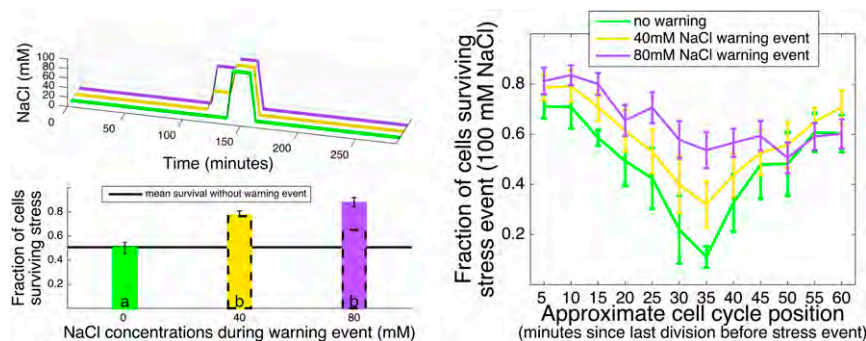 NaCl (mM)
100
80
60
40
20
0
0
50
100
150
200
250
Time (minutes)
Fraction of cells
surviving stress
mean survival without warning event
0.8
0.6
0.4
0.2
a
b
b
0
40
80
NaCl concentrations during warning event (mM)
no warning
40mM NaCl warning event
80mM NaCl warning event
Fraction of cells surviving
stress event (100 mM NaCl)
0.8
0.6
0.4
0.2
5 10 15 20 25 30 35 40 45 50 55 60
Approximate cell cycle position
(minutes since last division before stress event)